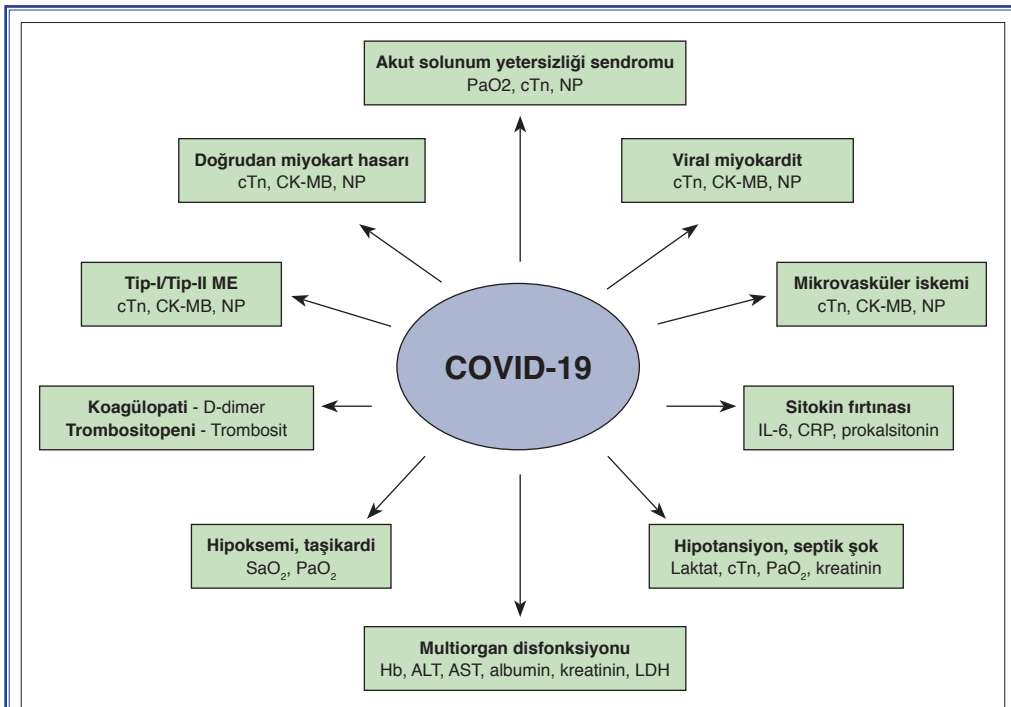 Akut solunum yetersizliği sendromu
PaO2, cTn, NP
Doğrudan miyokart hasarı
cTn, CK-MB, NP
Viral miyokardit
cTn, CK-MB, NP
Tip-I/Tip-II ME
cTn, CK-MB, NP
Mikrovasküler iskemi
cTn, CK-MB, NP
COVID-19
Koagülopati - D-dimer
Trombositopeni - Trombosit
Sitokin fırtınası
IL-6, CRP, prokalsitonin
Hipoksemi, taşikardi
SaO₂, PaO₂
Hipotansiyon, septik şok
Laktat, cTn, PaO₂, kreatinin
Multiorgan disfonksiyonu
Hb, ALT, AST, albumin, kreatinin, LDH